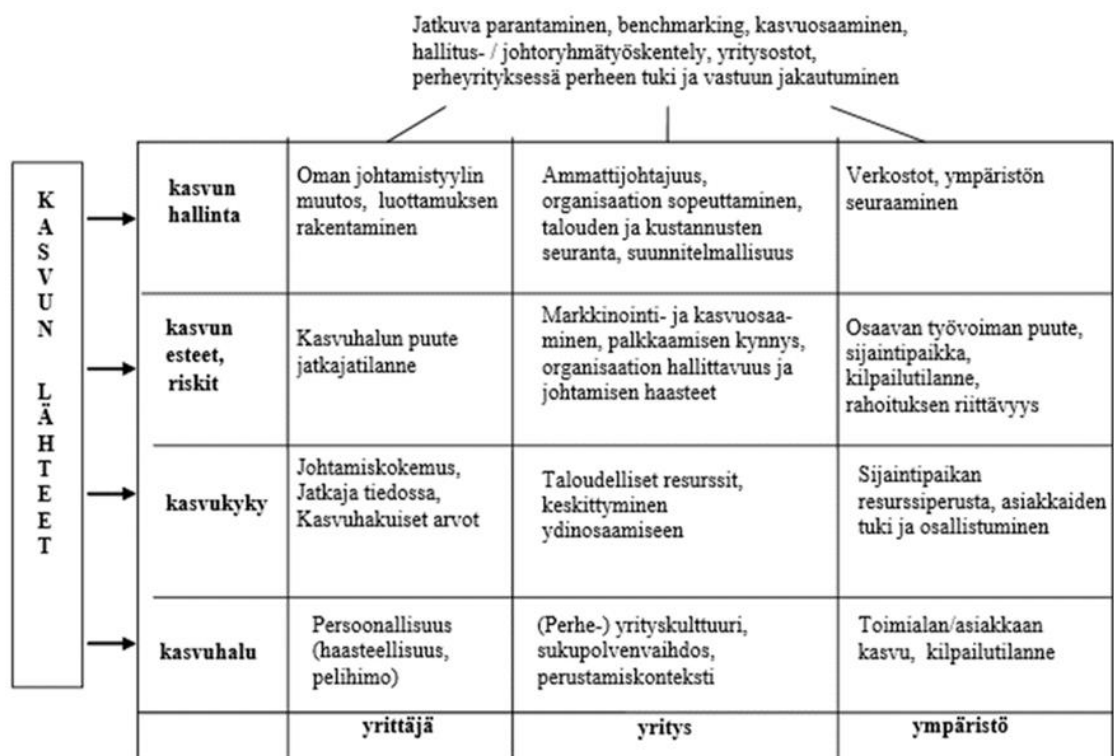 Jatkuva parantaminen, benchmarking, kasvuosaaminen,
hallitus- / johtoryhmätyöskentely, yritysostot,
perheyrityksessä perheen tuki ja vastuun jakautuminen
KASVUN LÄHTEET
kasvun
hallinta
Oman johtamistyylin
muutos, luottamuksen
rakentaminen
Ammattijohtajuus,
organisaation sopeuttaminen,
talouden ja kustannusten
seuranta, suunnitelmallisuus
Verkostot, ympäristön
seuraaminen
kasvun
esteet,
riskit
Kasvuhalun puute
jatkajatilanne
Markkinointi- ja kasvuosaa-
minen, palkkaamisen kynnys,
organisaation hallittavuus ja
johtamisen haasteet
Osaavan työvoiman puute,
sijaintipaikka,
kilpailutilanne,
rahoituksen riittävyys
kasvukyky
Johtamiskokemus,
Jatkaja tiedossa,
Kasvuhakuiset arvot
Taloudelliset resurssit,
keskittyminen
ydinosaamiseen
Sijaintipaikan
resurssiperusta, asiakkaiden
tuki ja osallistuminen
kasvuhalu
Persoonallisuus
(haasteellisuus,
pelihimo)
(Perhe-) yrityskulttuuri,
sukupolvenvaihdos,
perustamiskonteksti
Toimialan/asiakkaan
kasvu, kilpailutilanne
yrittäjä
yritys
ympäristö